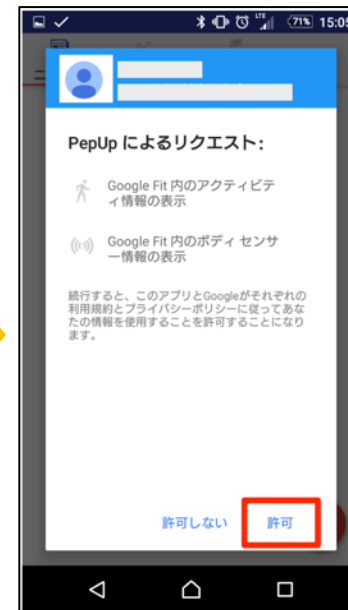 LTE
71% 15:05
PepUp によるリクエスト:
Google Fit 内のアクティビテ
ィ情報の表示
Google Fit 内のボディ センサ
ー情報の表示
続行すると、このアプリとGoogleがそれぞれの
利用規約とプライバシーポリシーに従ってあな
たの情報を使用することを許可することになり
ます。
許可しない 許可